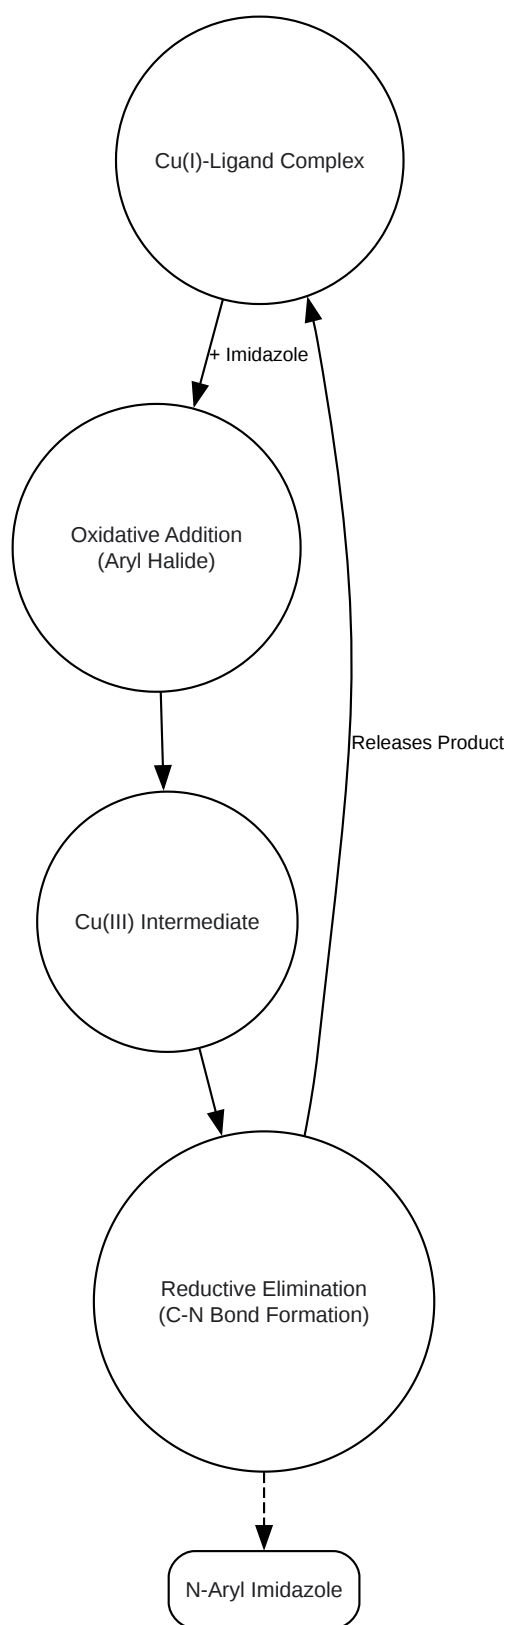 Cu(I)-Ligand Complex
+ Imidazole
Oxidative Addition
(Aryl Halide)
Releases Product
Cu(III) Intermediate
Reductive Elimination
(C-N Bond Formation)
N-Aryl Imidazole